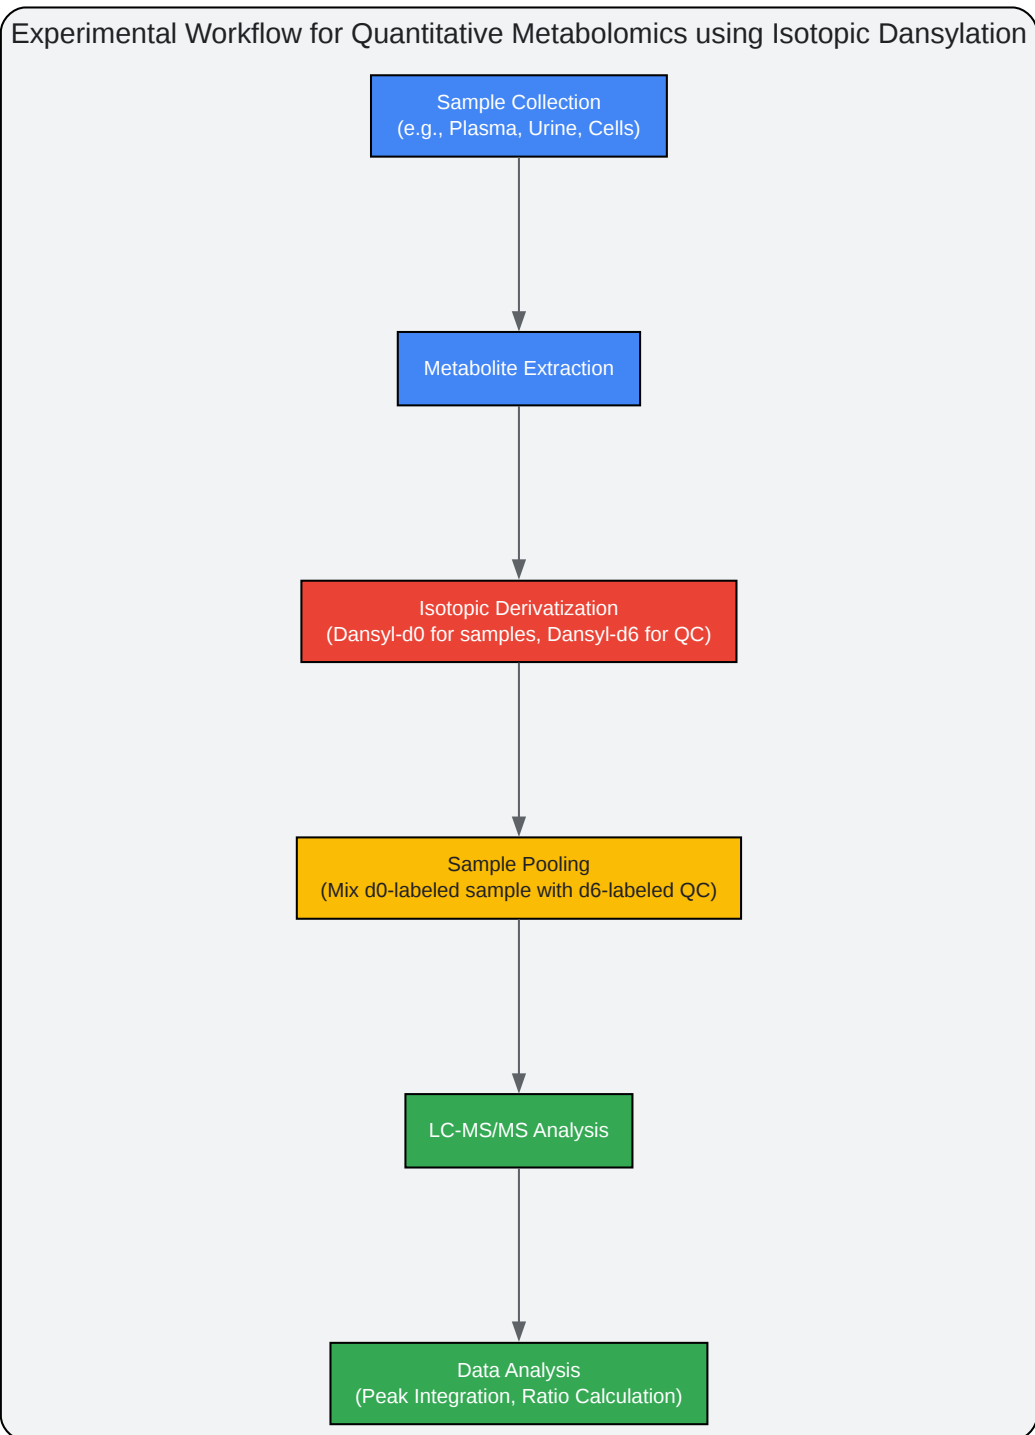 Experimental Workflow for Quantitative Metabolomics using Isotopic Dansylation
Sample Collection
(e.g., Plasma, Urine, Cells)
Metabolite Extraction
Isotopic Derivatization
(Dansyl-d0 for samples, Dansyl-d6 for QC)
Sample Pooling
(Mix d0-labeled sample with d6-labeled QC)
LC-MS/MS Analysis
Data Analysis
(Peak Integration, Ratio Calculation)